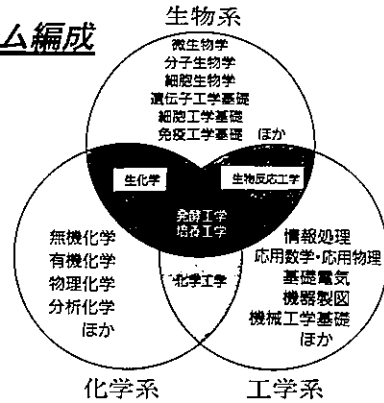 生物系
ム編成
微生物学
分子生物学
細胞生物学
遺伝子工学基礎
細胞工学基礎
免疫工学基礎 ほか
生化学
生物反応工学
発酵工学
培養工学
化学工学
無機化学
有機化学
物理化学
分析化学
ほか
情報処理
応用数学・応用物理
基礎電気
機器製図
機械工学基礎
ほか
化学系
工学系